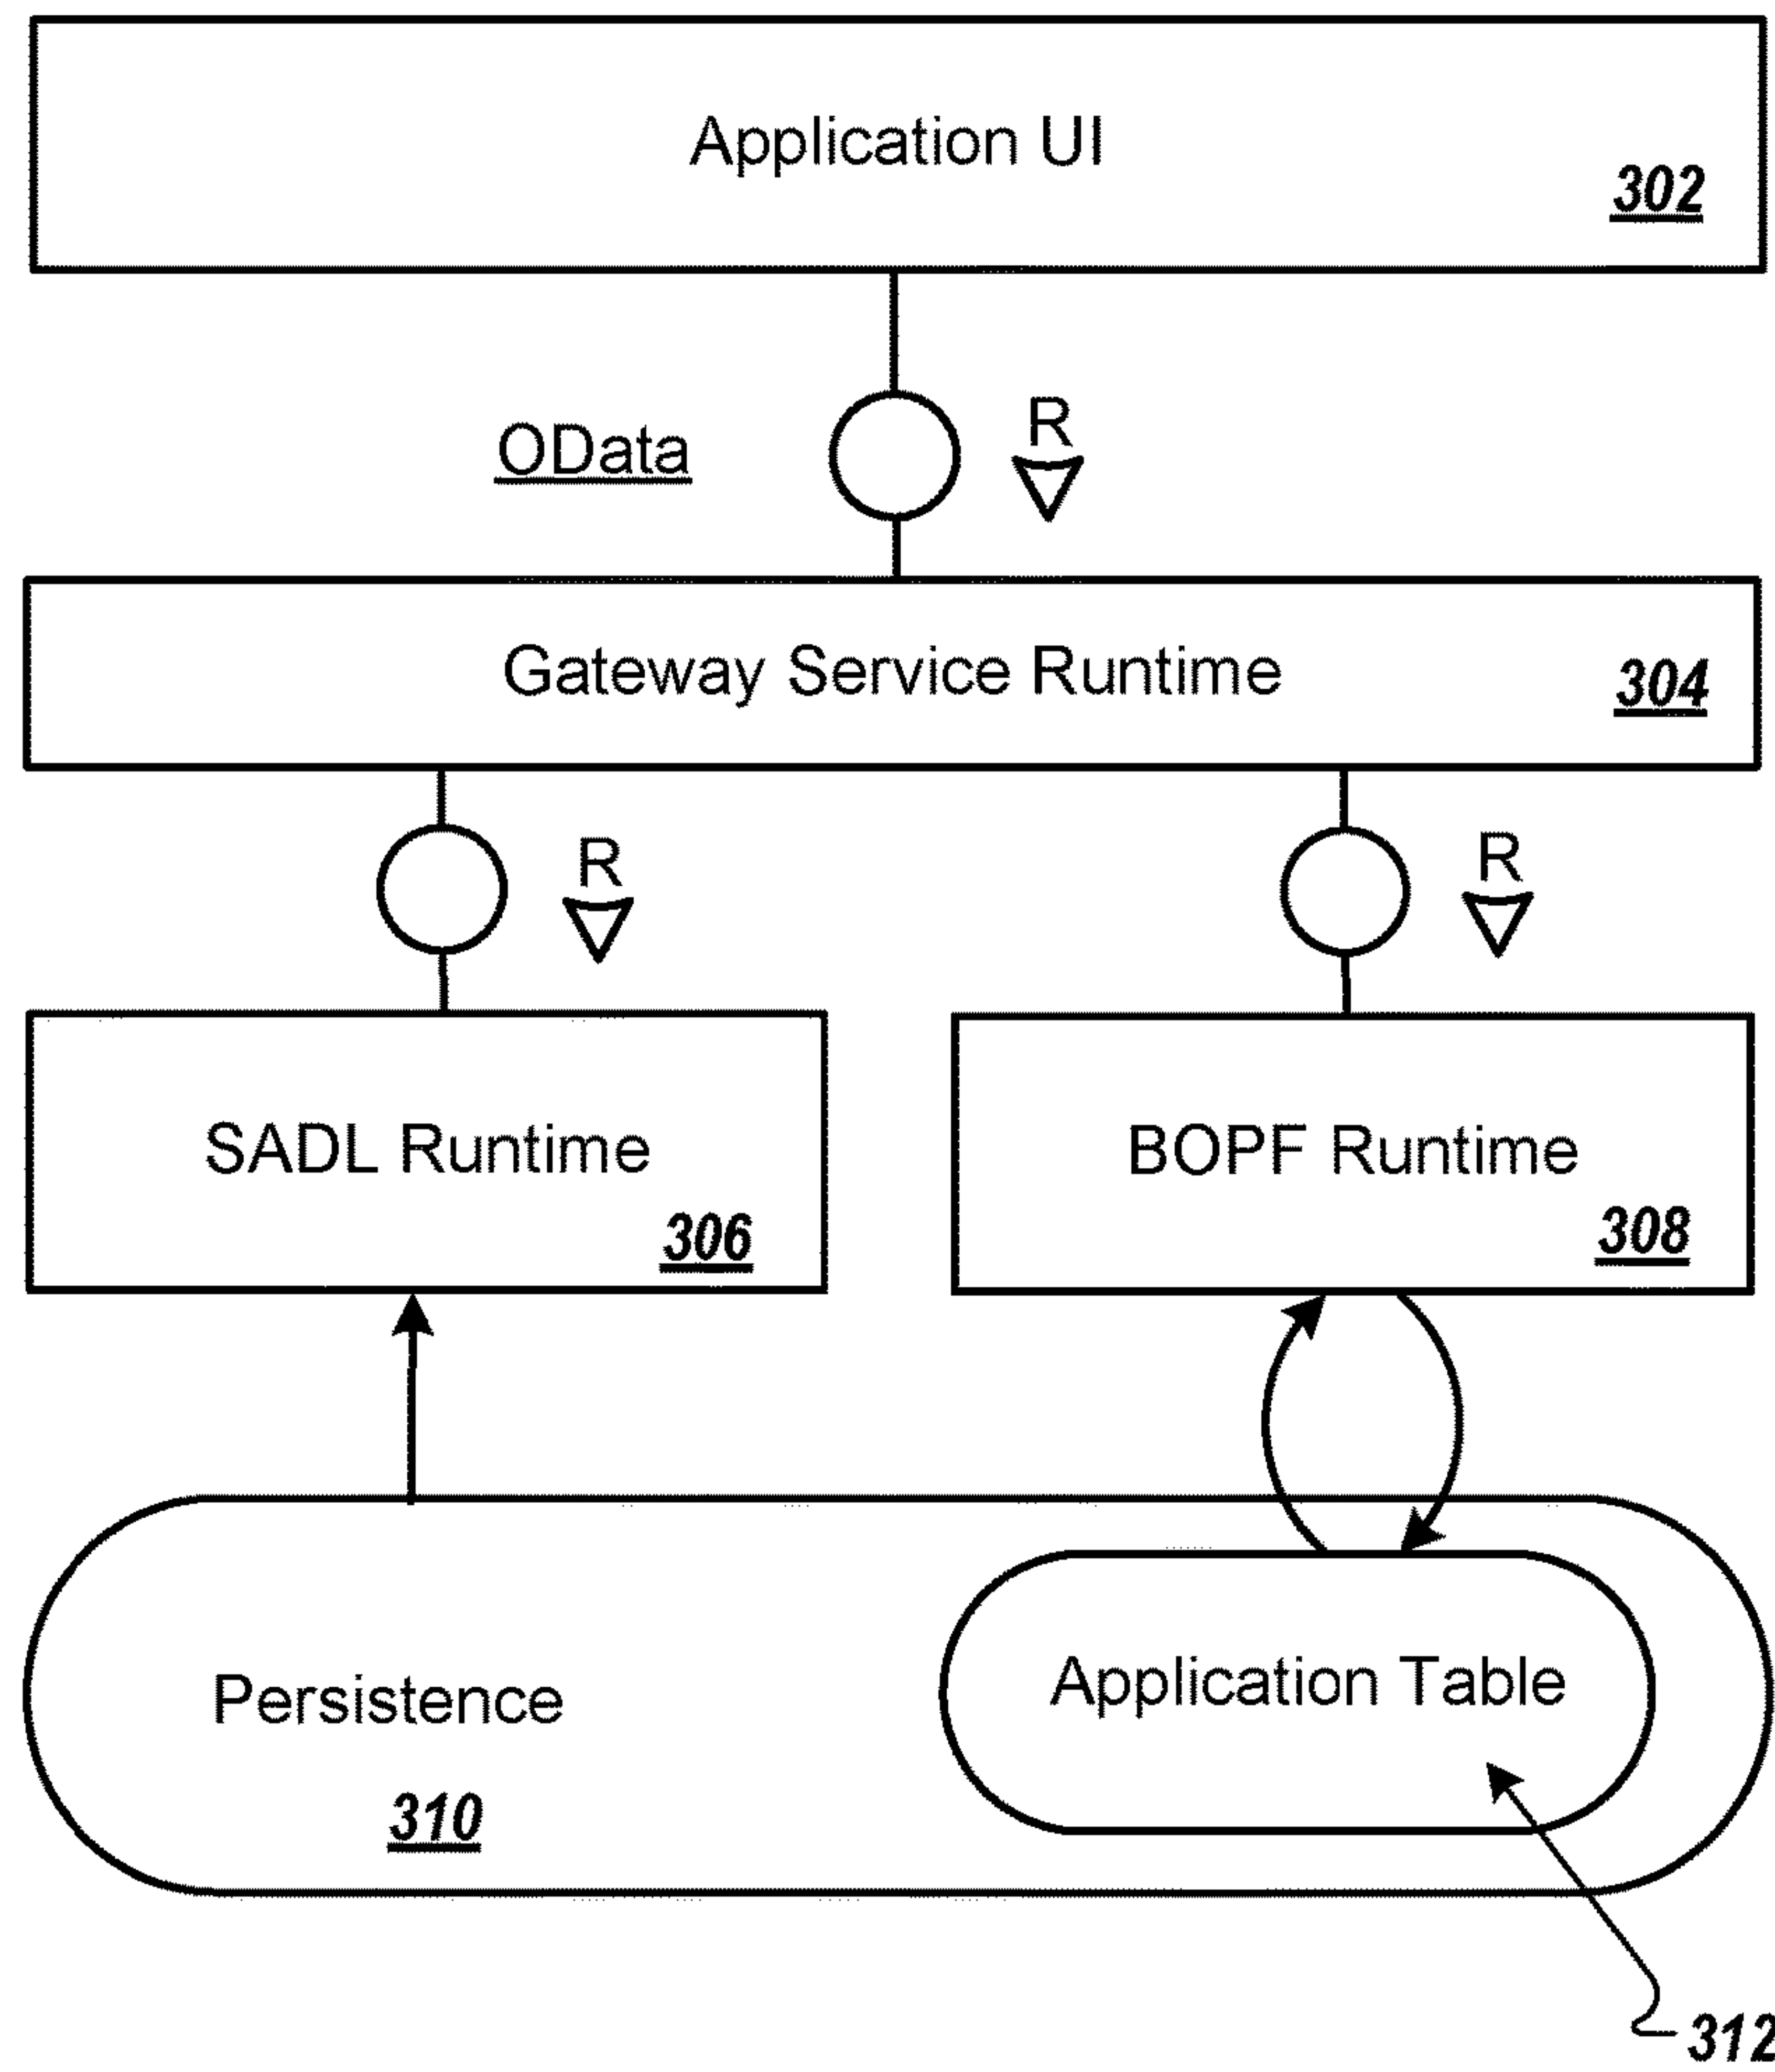 Application UI
302
OData
R
Gateway Service Runtime
304
R
R
SADL Runtime
306
BOPF Runtime
308
Persistence
310
Application Table
312